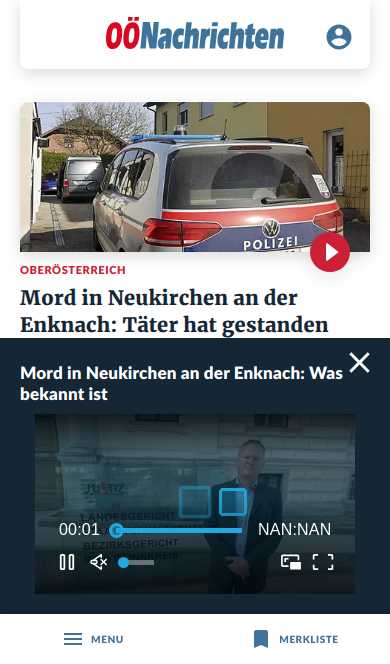 OÖNachrichten
POLIZEI
OBERÖSTERREICH
Mord in Neukirchen an der
Enknach: Täter hat gestanden
Mord in Neukirchen an der Enknach: Was
bekannt ist
LANDESGERICHT
00:01
NAN:NAN
BEZIRKSGERICHT
MENU
MERKLISTE